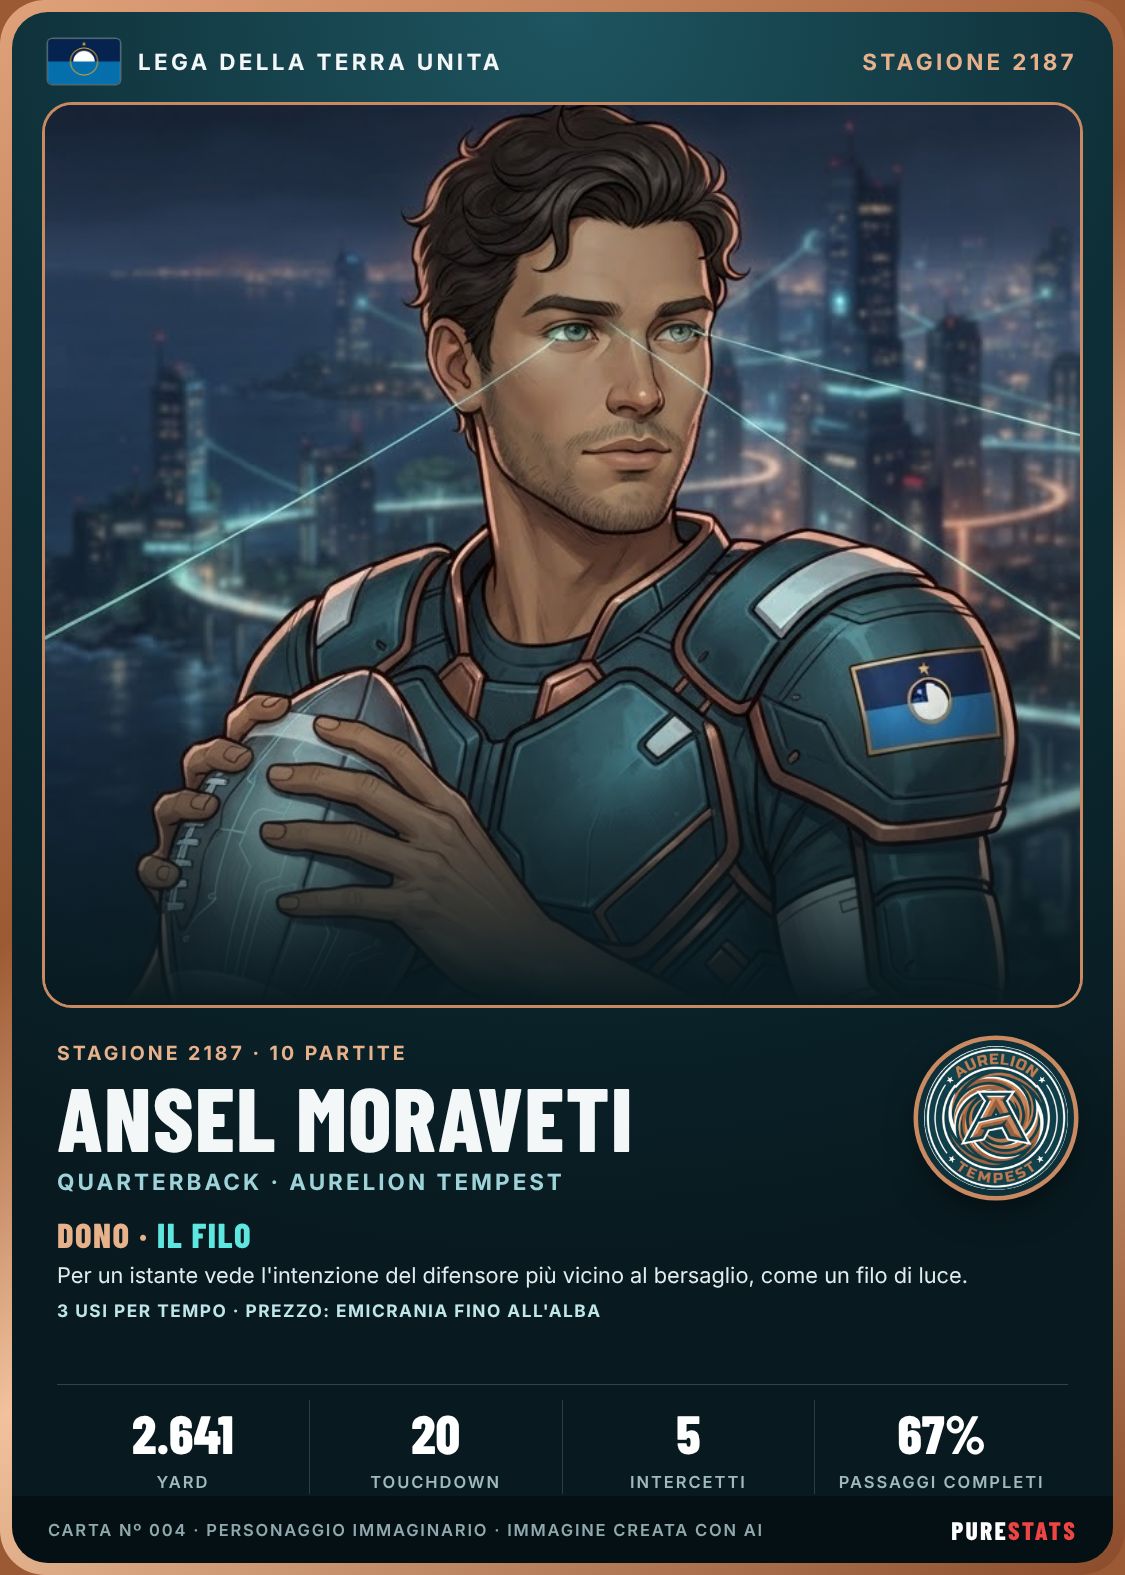 LEGA DELLA TERRA UNITA
STAGIONE 2187
STAGIONE 2187 · 10 PARTITE
ANSEL MORAVETI
QUARTERBACK · AURELION TEMPEST
AURELION
A
TEMPEST
DONO · IL FILO
Per un istante vede l'intenzione del difensore più vicino al bersaglio, come un filo di luce.
3 USI PER TEMPO · PREZZO: EMICRANIA FINO ALL'ALBA
2.641
YARD
20
TOUCHDOWN
5
INTERCETTI
67%
PASSAGGI COMPLETI
CARTA Nº 004 · PERSONAGGIO IMMAGINARIO · IMMAGINE CREATA CON AI
PURESTATS